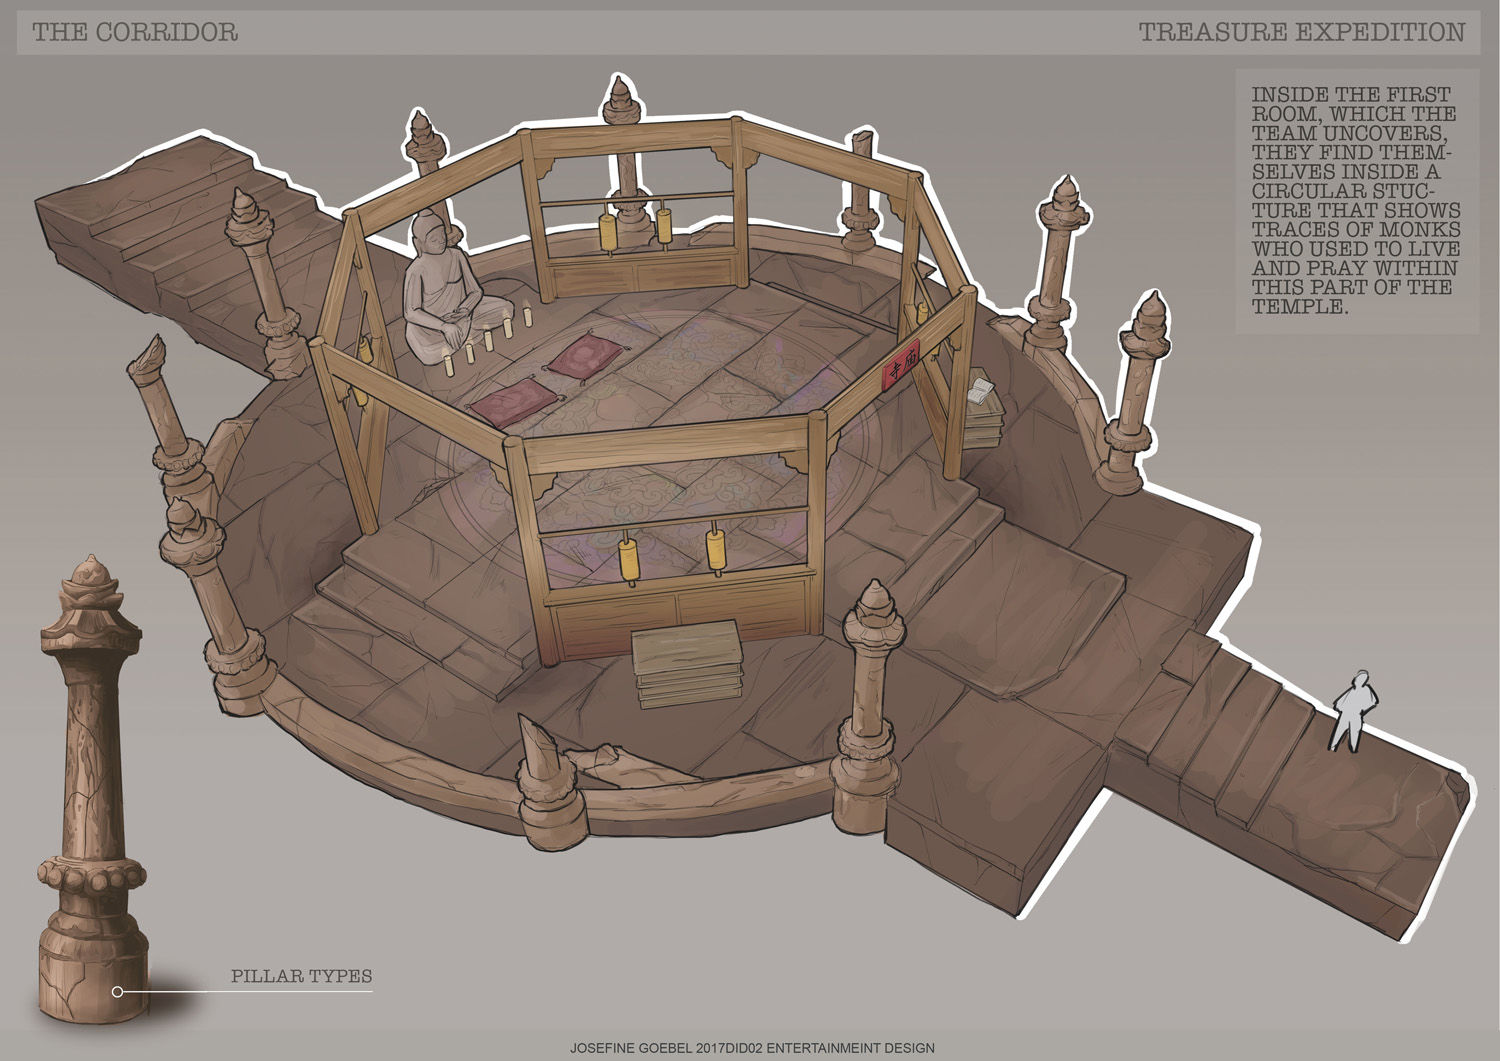 THE CORRIDOR
TREASURE EXPEDITION
INSIDE THE FIRST
ROOM, WHICH THE
TEAM UNCOVERS,
THEY FIND THEM-
SELVES INSIDE A
CIRCULAR STUC-
TURE THAT SHOWS
TRACES OF MONKS
WHO USED TO LIVE
AND PRAY WITHIN
THIS PART OF THE
TEMPLE.
寺庙
PILLAR TYPES
JOSEFINE GOEBEL 2017DID02 ENTERTAINMEINT DESIGN